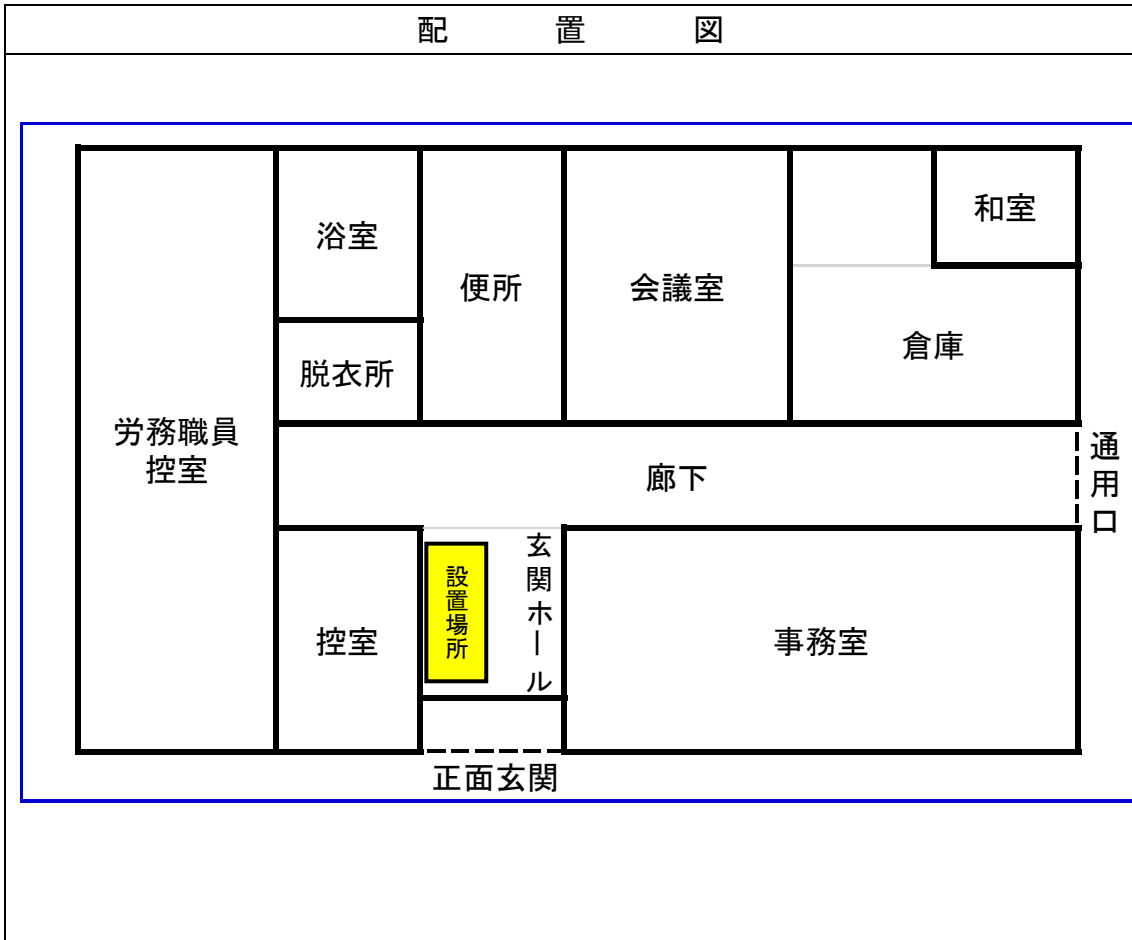 配置図
浴室
和室
便所
会議室
倉庫
脱衣所
労務職員
控室
通用口
廊下
玄関ホール
設置場所
控室
事務室
正面玄関